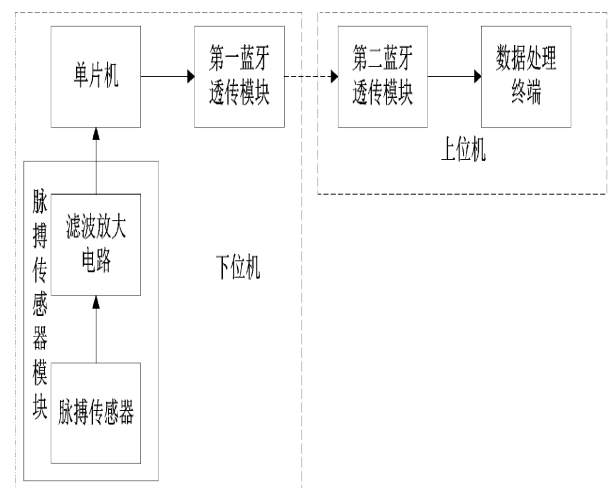 单片机
第一蓝牙
透传模块
第二蓝牙
透传模块
数据处理
终端
上位机
脉搏传感器模块
滤波放大
电路
下位机
脉搏传感器